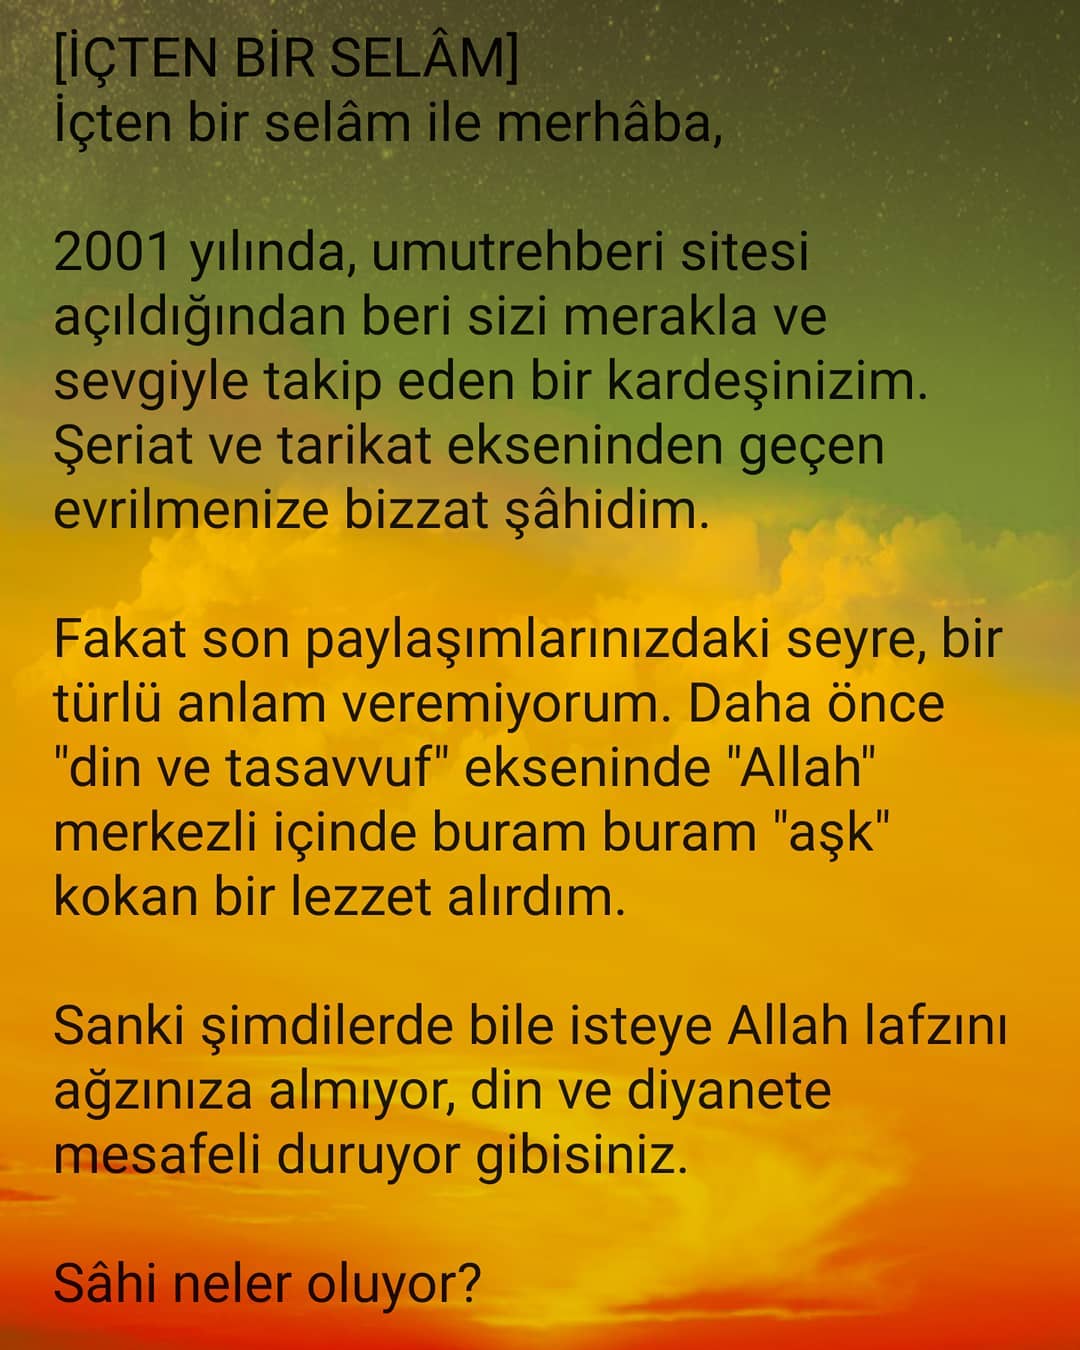 [İÇTEN BİR SELÂM]
İçten bir selâm ile merhâba,
2001 yılında, umutrehberi sitesi
açıldığından beri sizi merakla ve
sevgiyle takip eden bir kardeşinizim.
Şeriat ve tarikat ekseninden geçen
evrilmenize bizzat şâhidim.
Fakat son paylaşımlarınızdaki seyre, bir
türlü anlam veremiyorum. Daha önce
"din ve tasavvuf" ekseninde "Allah"
merkezli içinde buram buram "aşk"
kokan bir lezzet alırdım.
Sanki şimdilerde bile isteye Allah lafzını
ağzınıza almıyor, din ve diyanete
mesafeli duruyor gibisiniz.
Sâhi neler oluyor?